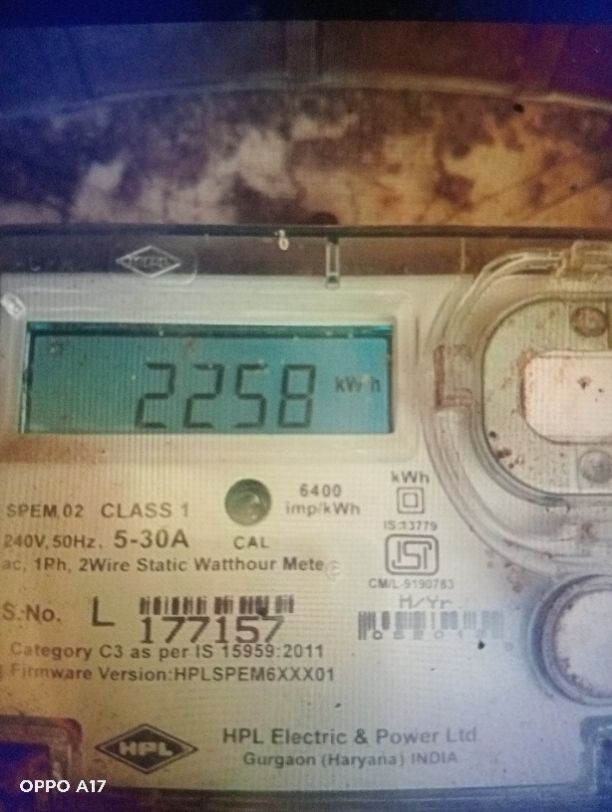 2258 kWh
kWh
6400
imp/kWh
SPEM.02 CLASS 1
IS:13779
240V, 50Hz. 5-30A CAL
ac, 1Ph, 2Wire Static Watthour Mete
ISI
CM/L-9190783
M/Yr.
S.No. L 177157
Category C3 as per IS 15959:2011
Firmware Version:HPLSPEM6XXX01
HPL HPL Electric & Power Ltd
Gurgaon (Haryana) INDIA
OPPO A17